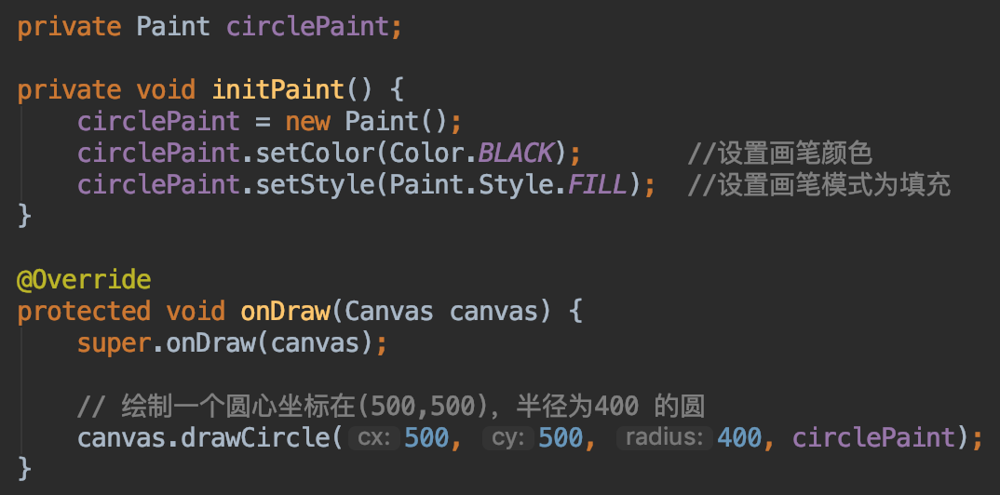 private Paint circlePaint;
private void initPaint() {
circlePaint = new Paint();
circlePaint.setColor(Color.BLACK);       //设置画笔颜色
circlePaint.setStyle(Paint.Style.FILL);  //设置画笔模式为填充
}
@Override
protected void onDraw(Canvas canvas) {
super.onDraw(canvas);
// 绘制一个圆心坐标在(500,500)，半径为400 的圆
canvas.drawCircle( cx: 500, cy: 500, radius: 400, circlePaint);
}